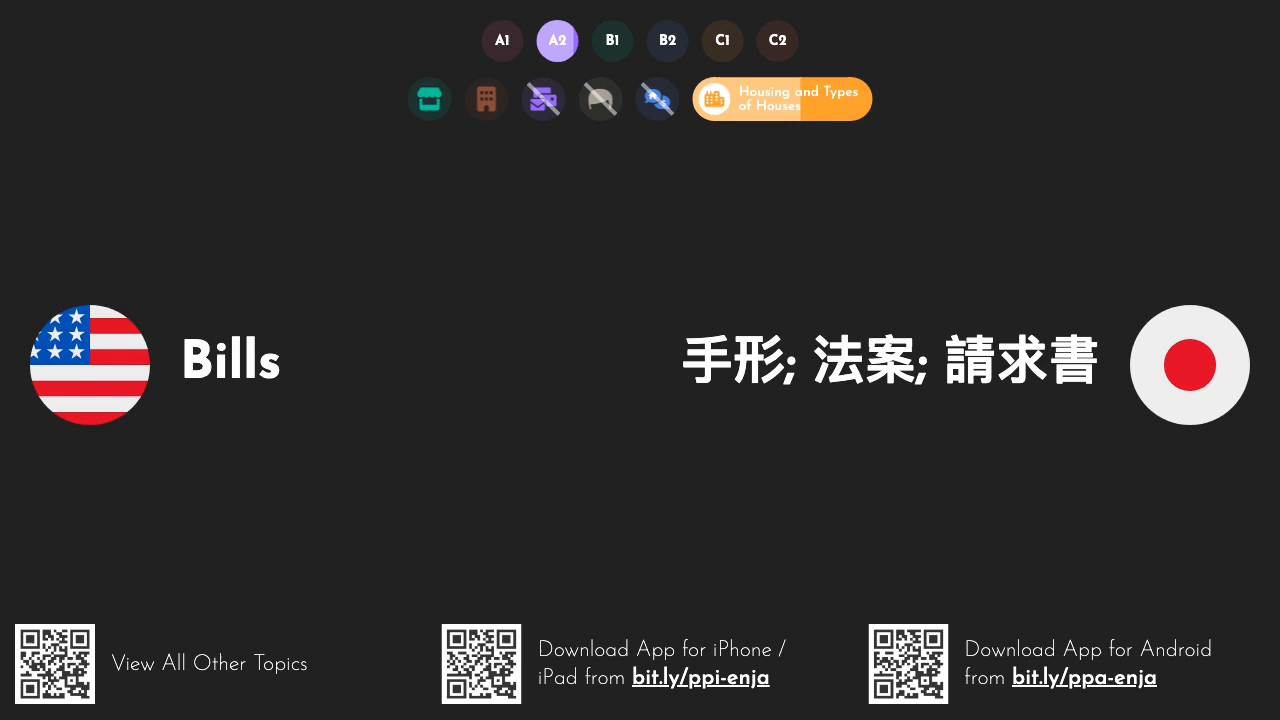 A1 A2 B1 B2 C1 C2
Housing and Types
of Houses
Bills
手形; 法案; 請求書
View All Other Topics
Download App for iPhone /
iPad from bit.ly/ppi-enja
Download App for Android
from bit.ly/ppa-enja